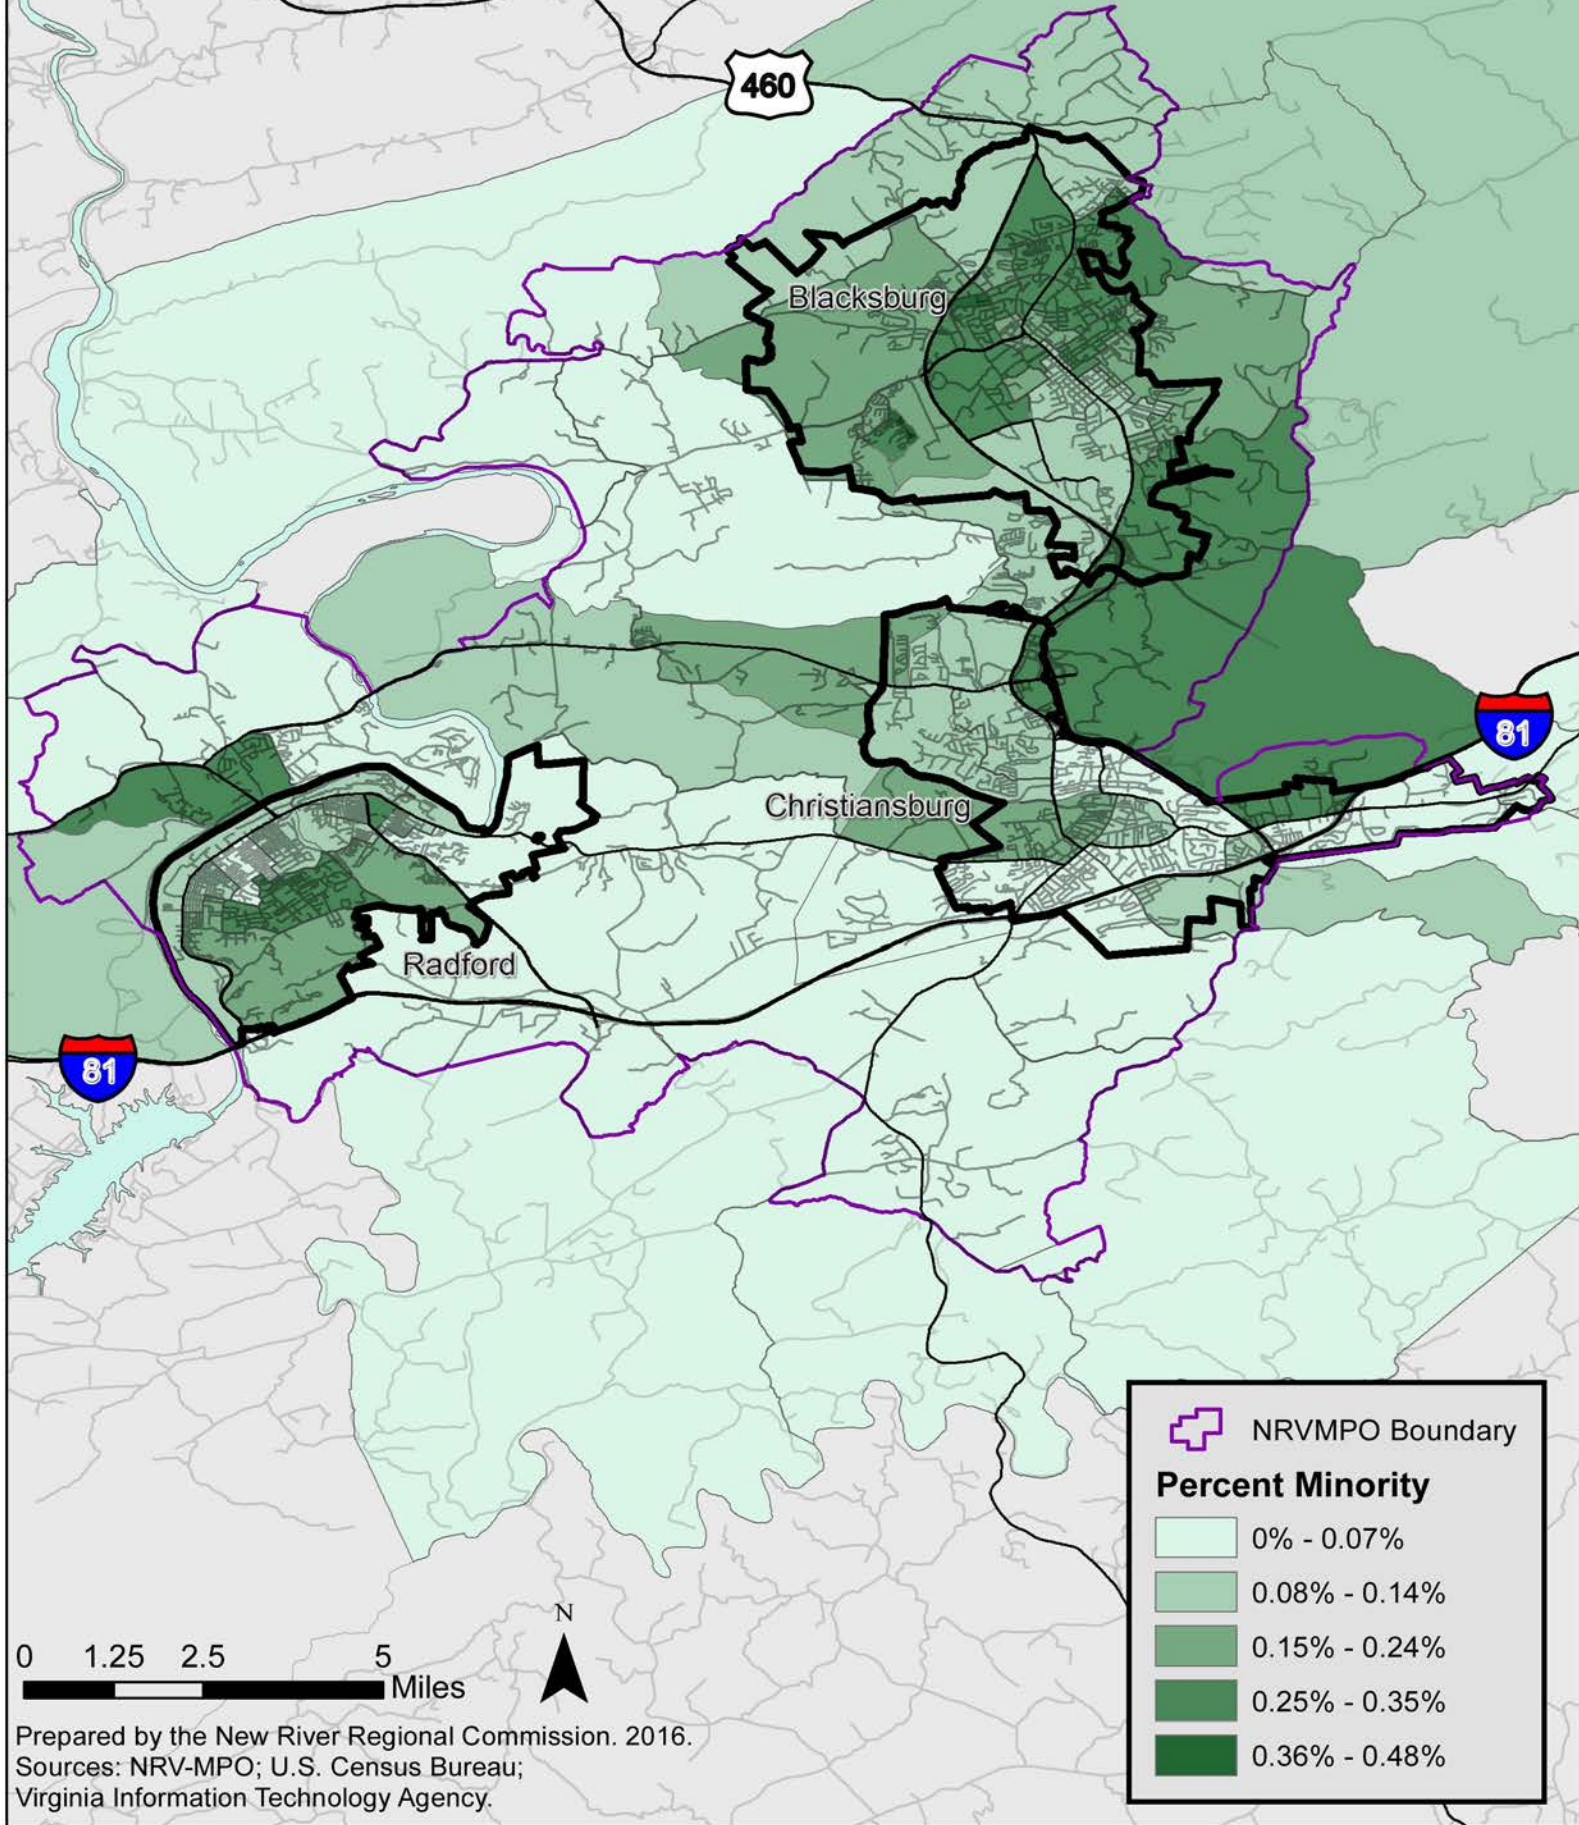 460
Blacksburg
81
Christiansburg
Radford
81
NRVMPO Boundary
Percent Minority
0% - 0.07%
0.08% - 0.14%
0.15% - 0.24%
0.25% - 0.35%
0.36% - 0.48%
N
0 1.25 2.5 5
Miles
Prepared by the New River Regional Commission. 2016.
Sources: NRV-MPO; U.S. Census Bureau;
Virginia Information Technology Agency.